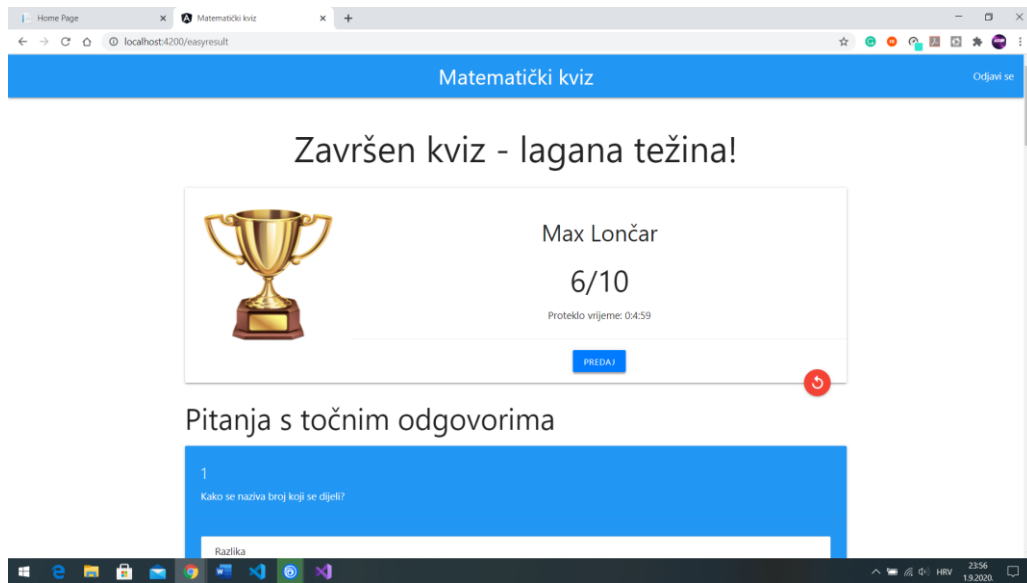 Home Page
Matematički kviz
localhost:4200/easyresult
Matematički kviz
Odjavi se
Završen kviz - lagana težina!
Max Lončar
6/10
Proteklo vrijeme: 0:4:59
PREDAJ
Pitanja s točnim odgovorima
1
Kako se naziva broj koji se dijeli?
Razlika
HRV
23:56
1.9.2020.